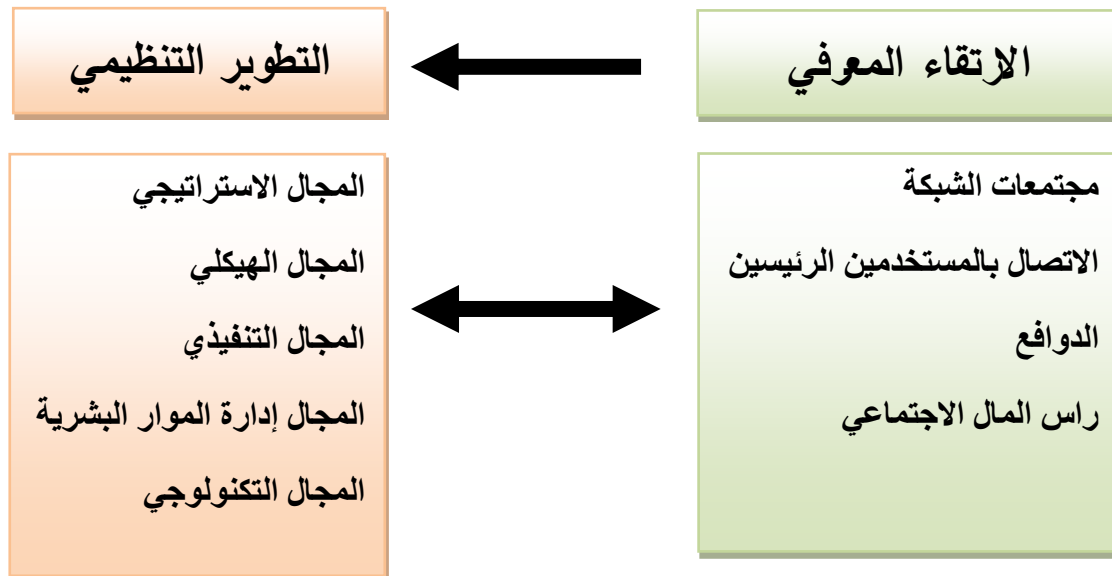 الارتقاء المعرفي
التطوير التنظيمي
مجتمعات الشبكة
الاتصال بالمستخدمين الرئيسين
الدوافع
راس المال الاجتماعي
المجال الاستراتيجي
المجال الهيكلي
المجال التنفيذي
المجال إدارة الموار البشرية
المجال التكنولوجي